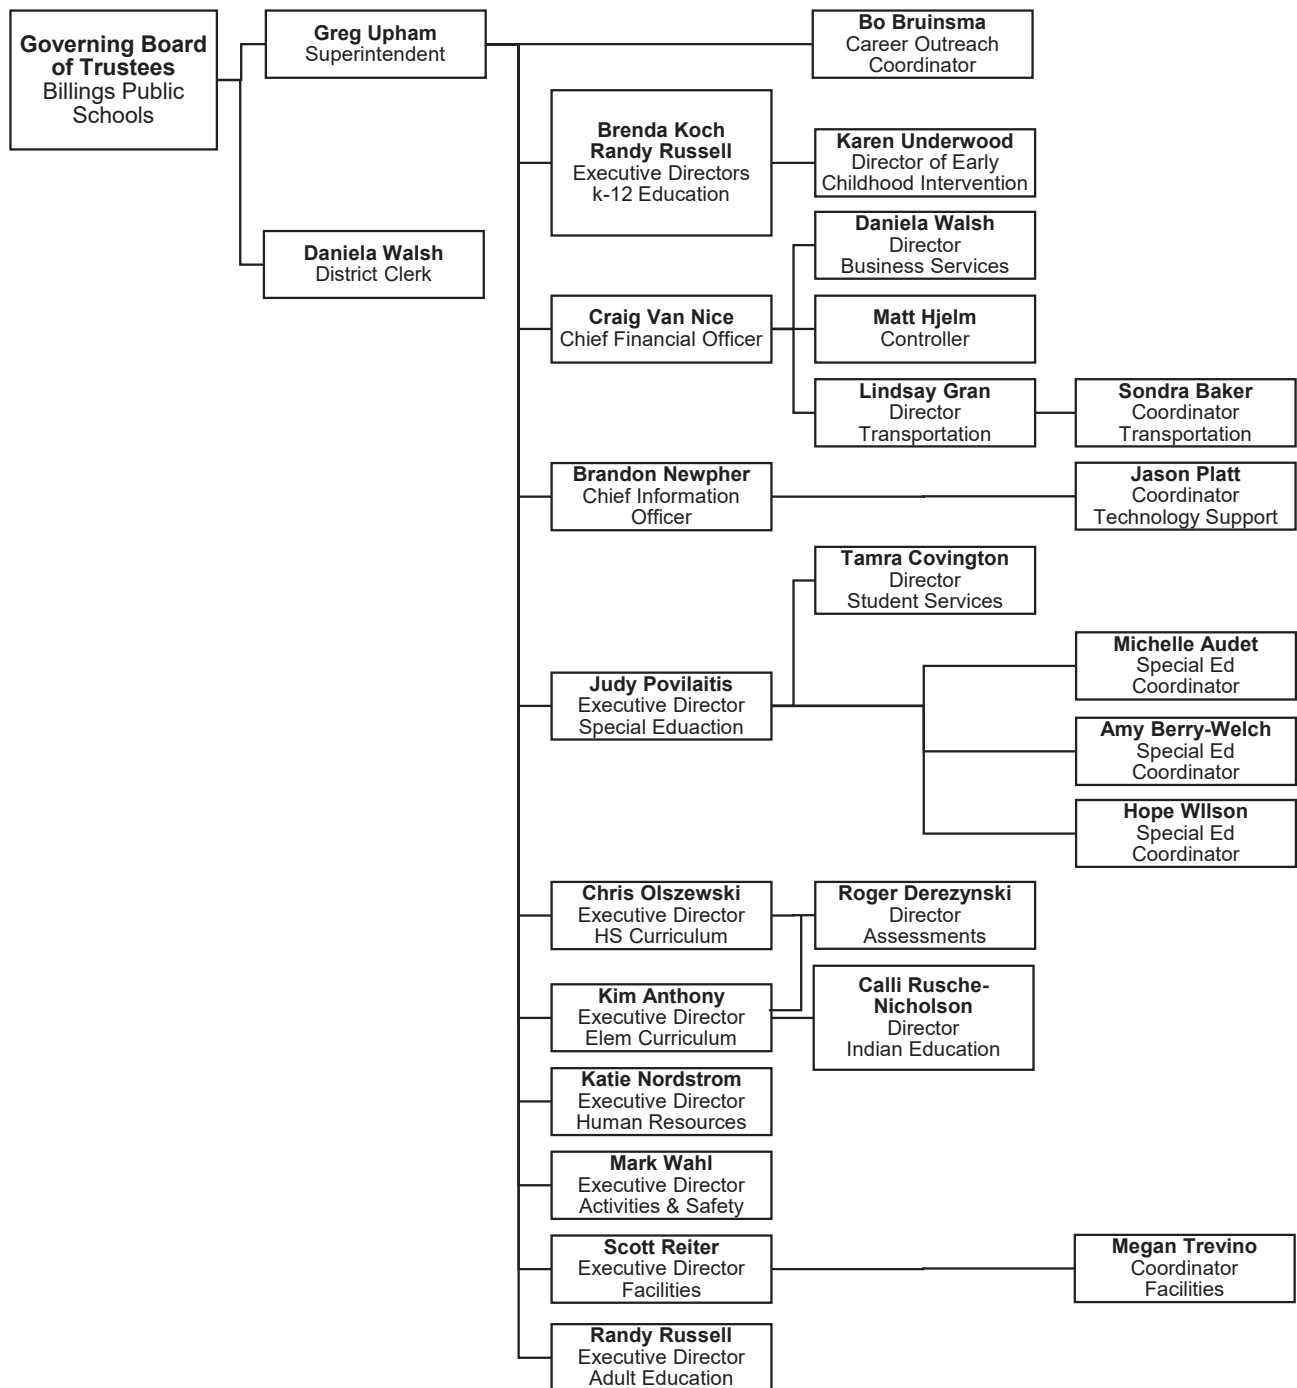 Governing Board
of Trustees
Billings Public
Schools
Greg Upham
Superintendent
Daniela Walsh
District Clerk
Bo Bruinsma
Career Outreach
Coordinator
Brenda Koch
Randy Russell
Executive Directors
k-12 Education
Karen Underwood
Director of Early
Childhood Intervention
Craig Van Nice
Chief Financial Officer
Daniela Walsh
Director
Business Services
Matt Hjelm
Controller
Lindsay Gran
Director
Transportation
Sondra Baker
Coordinator
Transportation
Brandon Newpher
Chief Information
Officer
Jason Platt
Coordinator
Technology Support
Judy Povilaitis
Executive Director
Special Eduaction
Tamra Covington
Director
Student Services
Michelle Audet
Special Ed
Coordinator
Amy Berry-Welch
Special Ed
Coordinator
Hope WIlson
Special Ed
Coordinator
Chris Olszewski
Executive Director
HS Curriculum
Roger Derezynski
Director
Assessments
Kim Anthony
Executive Director
Elem Curriculum
Calli Rusche-
Nicholson
Director
Indian Education
Katie Nordstrom
Executive Director
Human Resources
Mark Wahl
Executive Director
Activities & Safety
Scott Reiter
Executive Director
Facilities
Megan Trevino
Coordinator
Facilities
Randy Russell
Executive Director
Adult Education